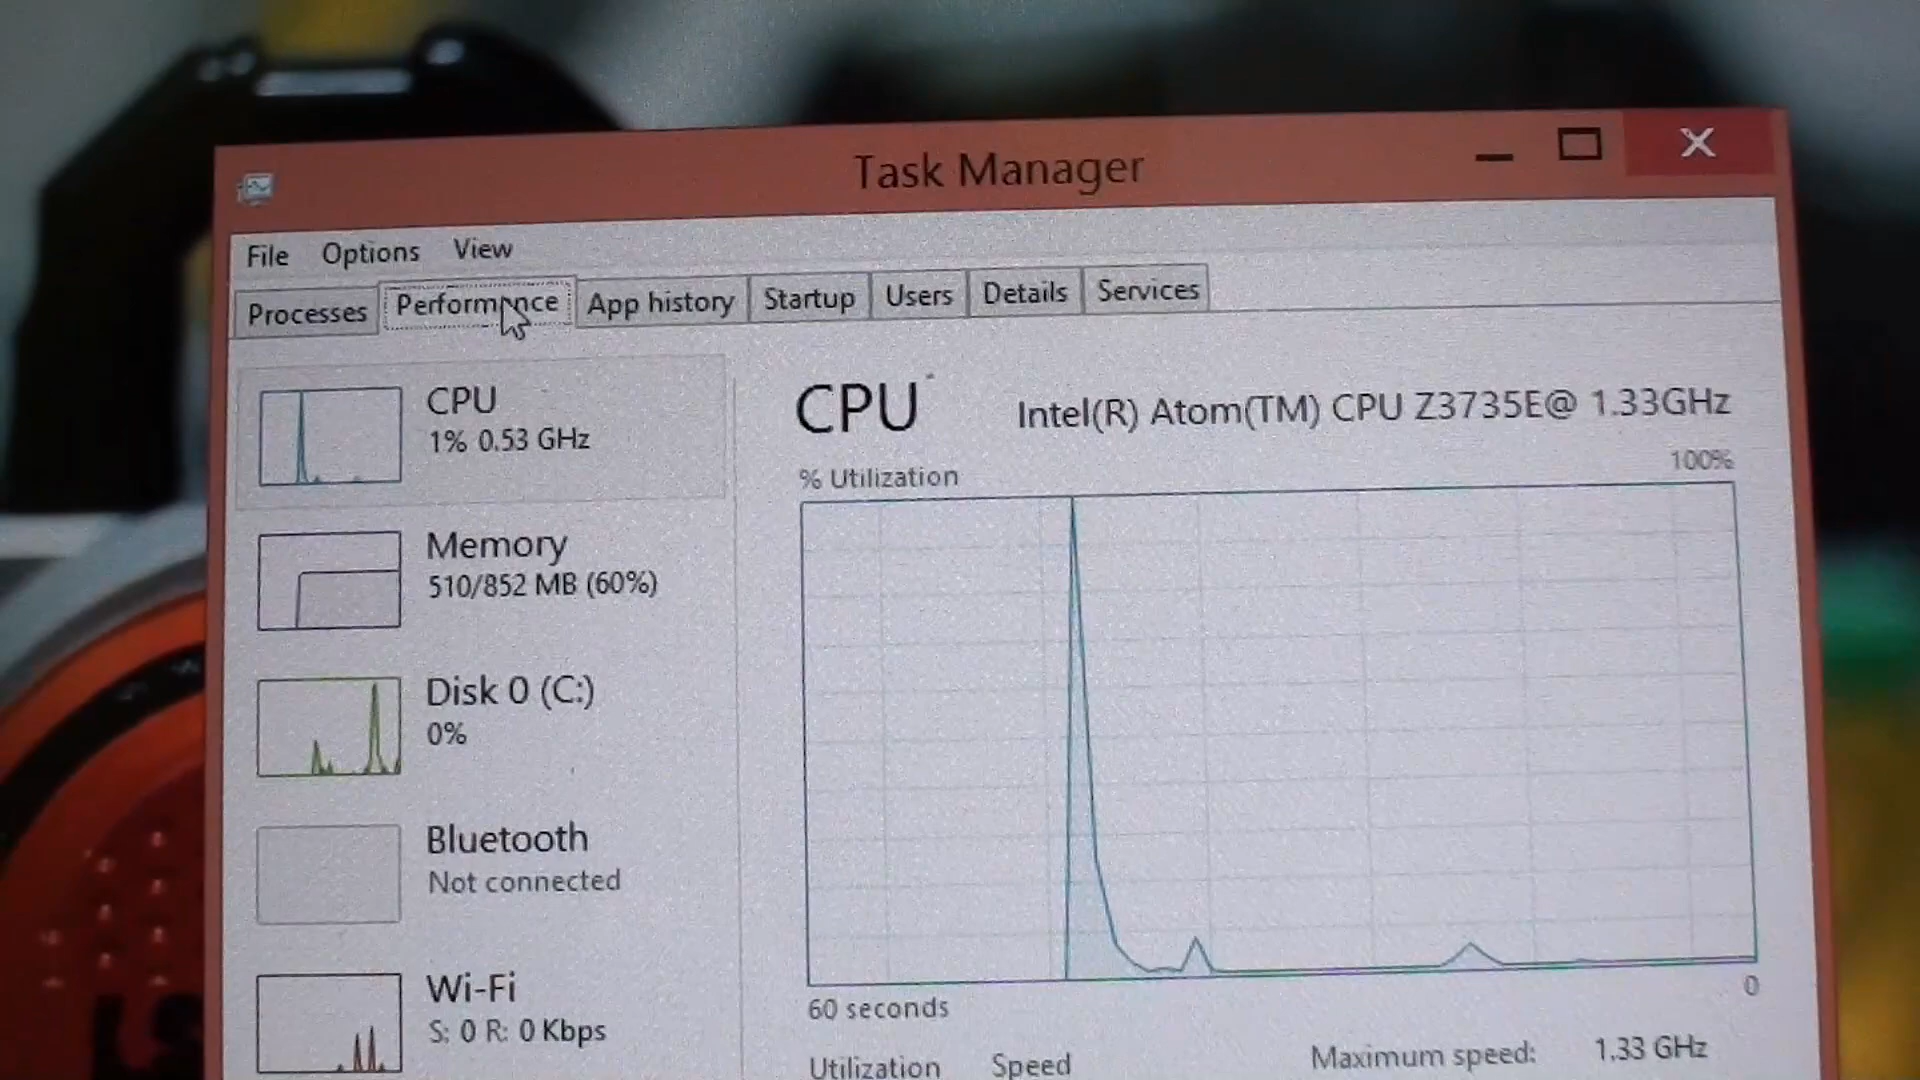 Task Manager
File Options View
Processes Performance App history Startup Users Details Services
CPU
1% 0.53 GHz
Memory
510/852 MB (60%)
Disk 0 (C:)
0%
Bluetooth
Not connected
Wi-Fi
S: 0 R: 0 Kbps
CPU Intel(R) Atom(TM) CPU Z3735E@ 1.33GHz
% Utilization 100%
60 seconds 0
Utilization Speed Maximum speed: 1.33 GHz